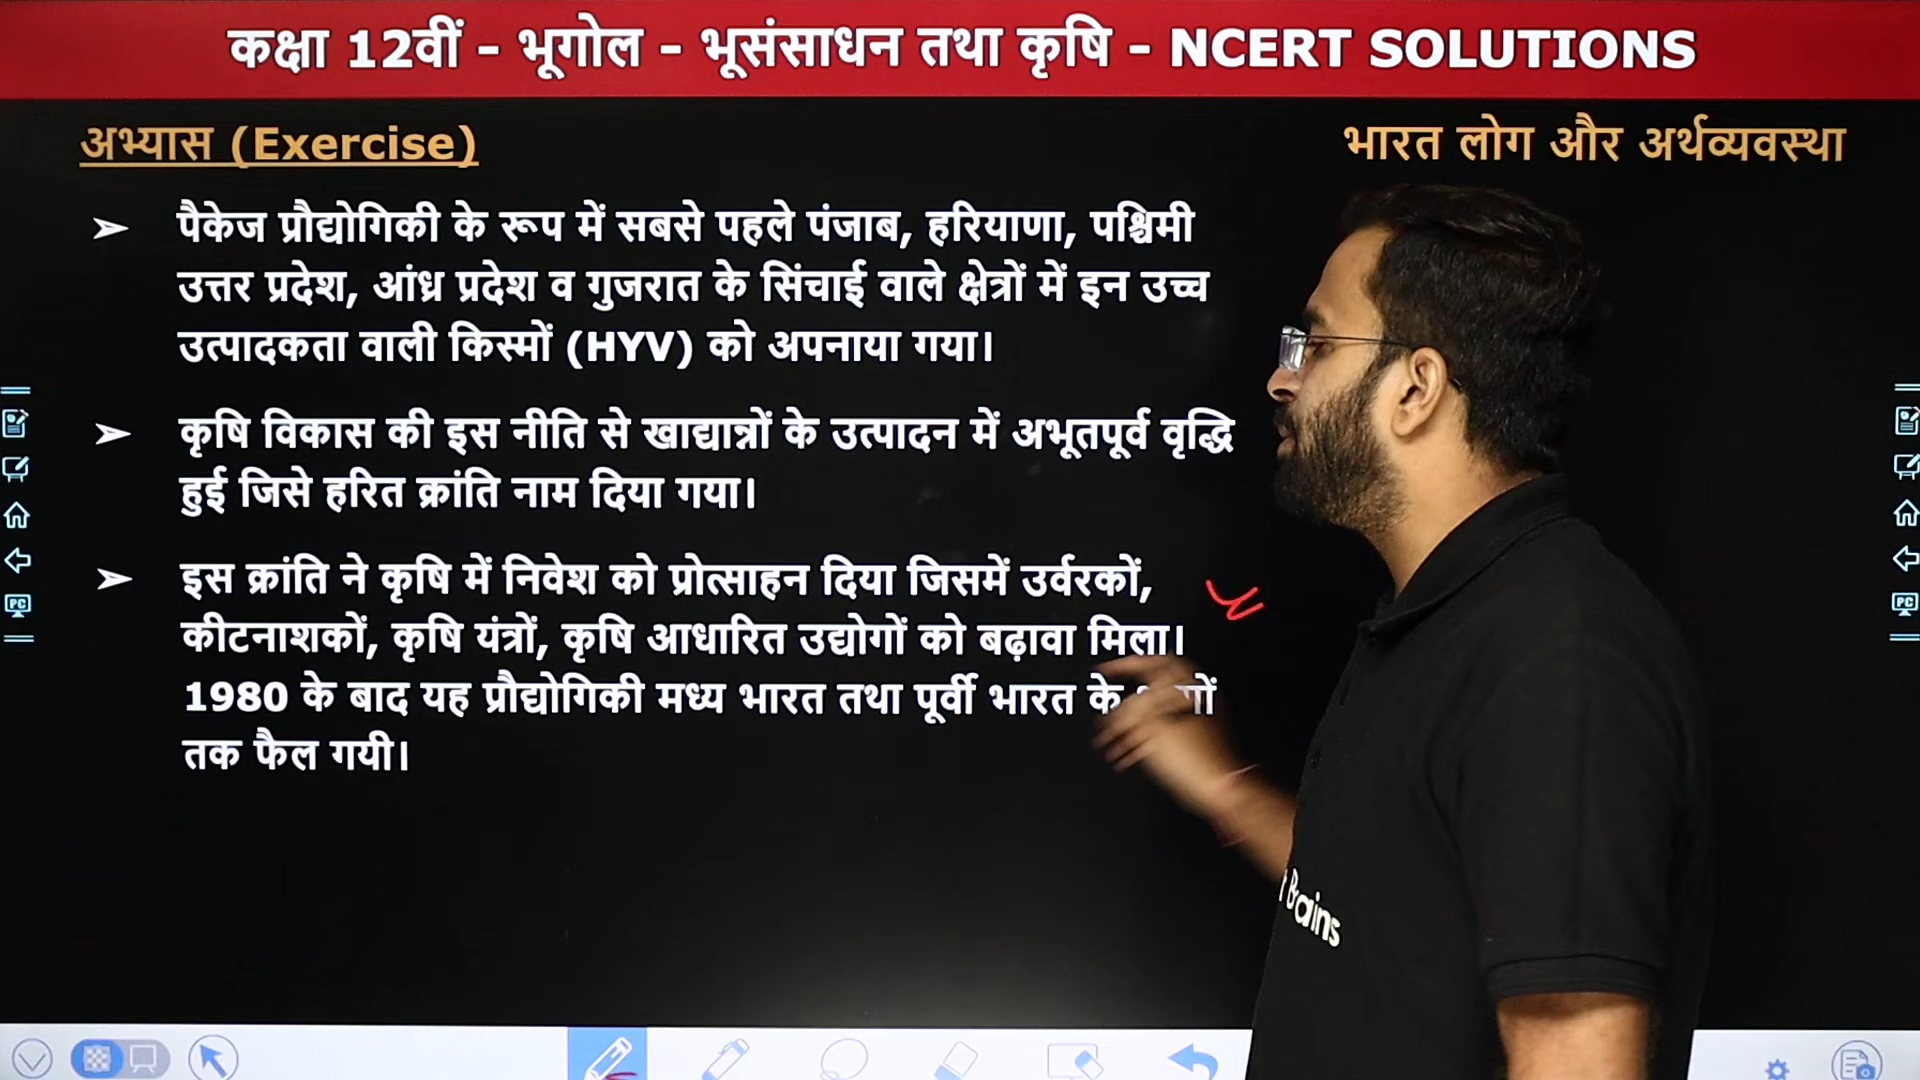 कक्षा 12वीं - भूगोल - भूसंसाधन तथा कृषि - NCERT SOLUTIONS
अभ्यास (Exercise)
भारत लोग और अर्थव्यवस्था
➢ पैकेज प्रौद्योगिकी के रूप में सबसे पहले पंजाब, हरियाणा, पश्चिमी
उत्तर प्रदेश, आंध्र प्रदेश व गुजरात के सिंचाई वाले क्षेत्रों में इन उच्च
उत्पादकता वाली किस्मों (HYV) को अपनाया गया।
➢ कृषि विकास की इस नीति से खाद्यान्नों के उत्पादन में अभूतपूर्व वृद्धि
हुई जिसे हरित क्रांति नाम दिया गया।
➢ इस क्रांति ने कृषि में निवेश को प्रोत्साहन दिया जिसमें उर्वरकों,
कीटनाशकों, कृषि यंत्रों, कृषि आधारित उद्योगों को बढ़ावा मिला।
1980 के बाद यह प्रौद्योगिकी मध्य भारत तथा पूर्वी भारत के
तक फैल गयी।
Brains
PC
PC